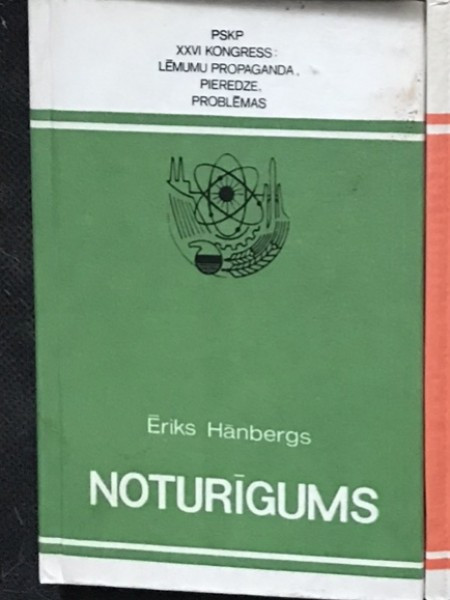 PSKP
XXVI KONGRESS:
LĒMUMU PROPAGANDA,
PIEREDZE,
PROBLĒMAS
Ēriks Hānbergs
NOTURĪGUMS